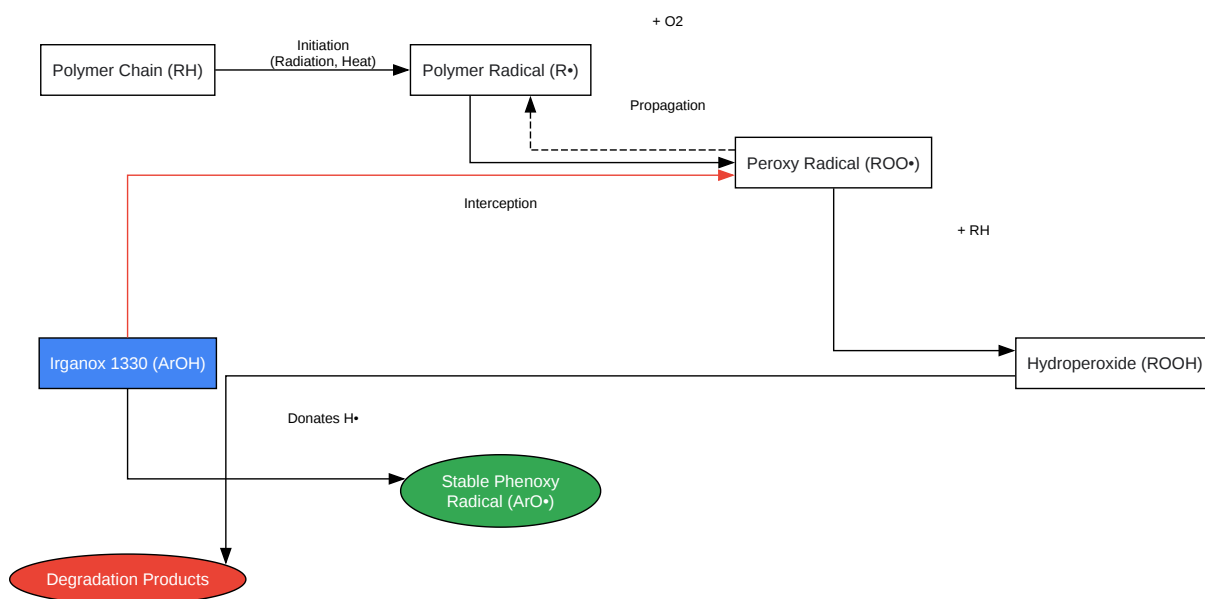 + O2
Initiation
(Radiation, Heat)
Polymer Chain (RH)
Polymer Radical (R•)
Propagation
Peroxy Radical (ROO•)
Interception
+ RH
Irganox 1330 (ArOH)
Hydroperoxide (ROOH)
Donates H•
Stable Phenoxy
Radical (ArO•)
Degradation Products